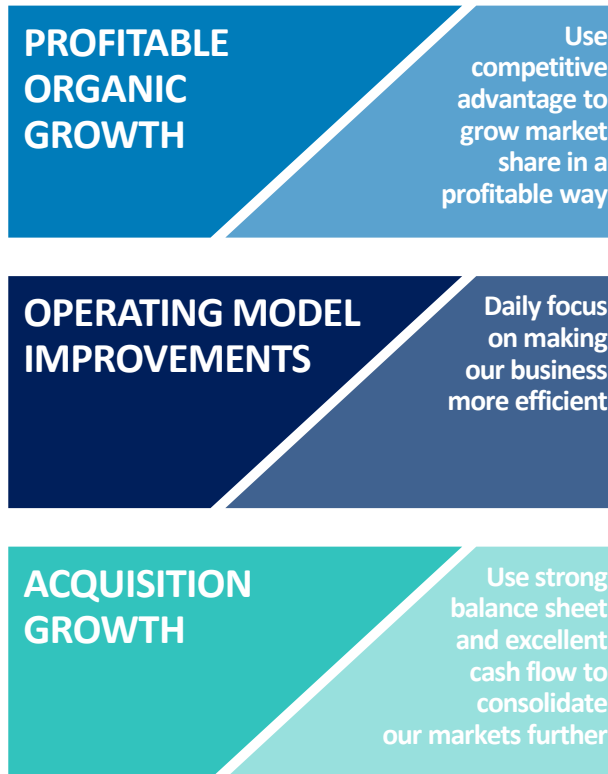 PROFITABLE
ORGANIC
GROWTH
Use
competitive
advantage to
grow market
share in a
profitable way
OPERATING MODEL
IMPROVEMENTS
Daily focus
on making
our business
more efficient
ACQUISITION
GROWTH
Use strong
balance sheet
and excellent
cash flow to
consolidate
our markets further